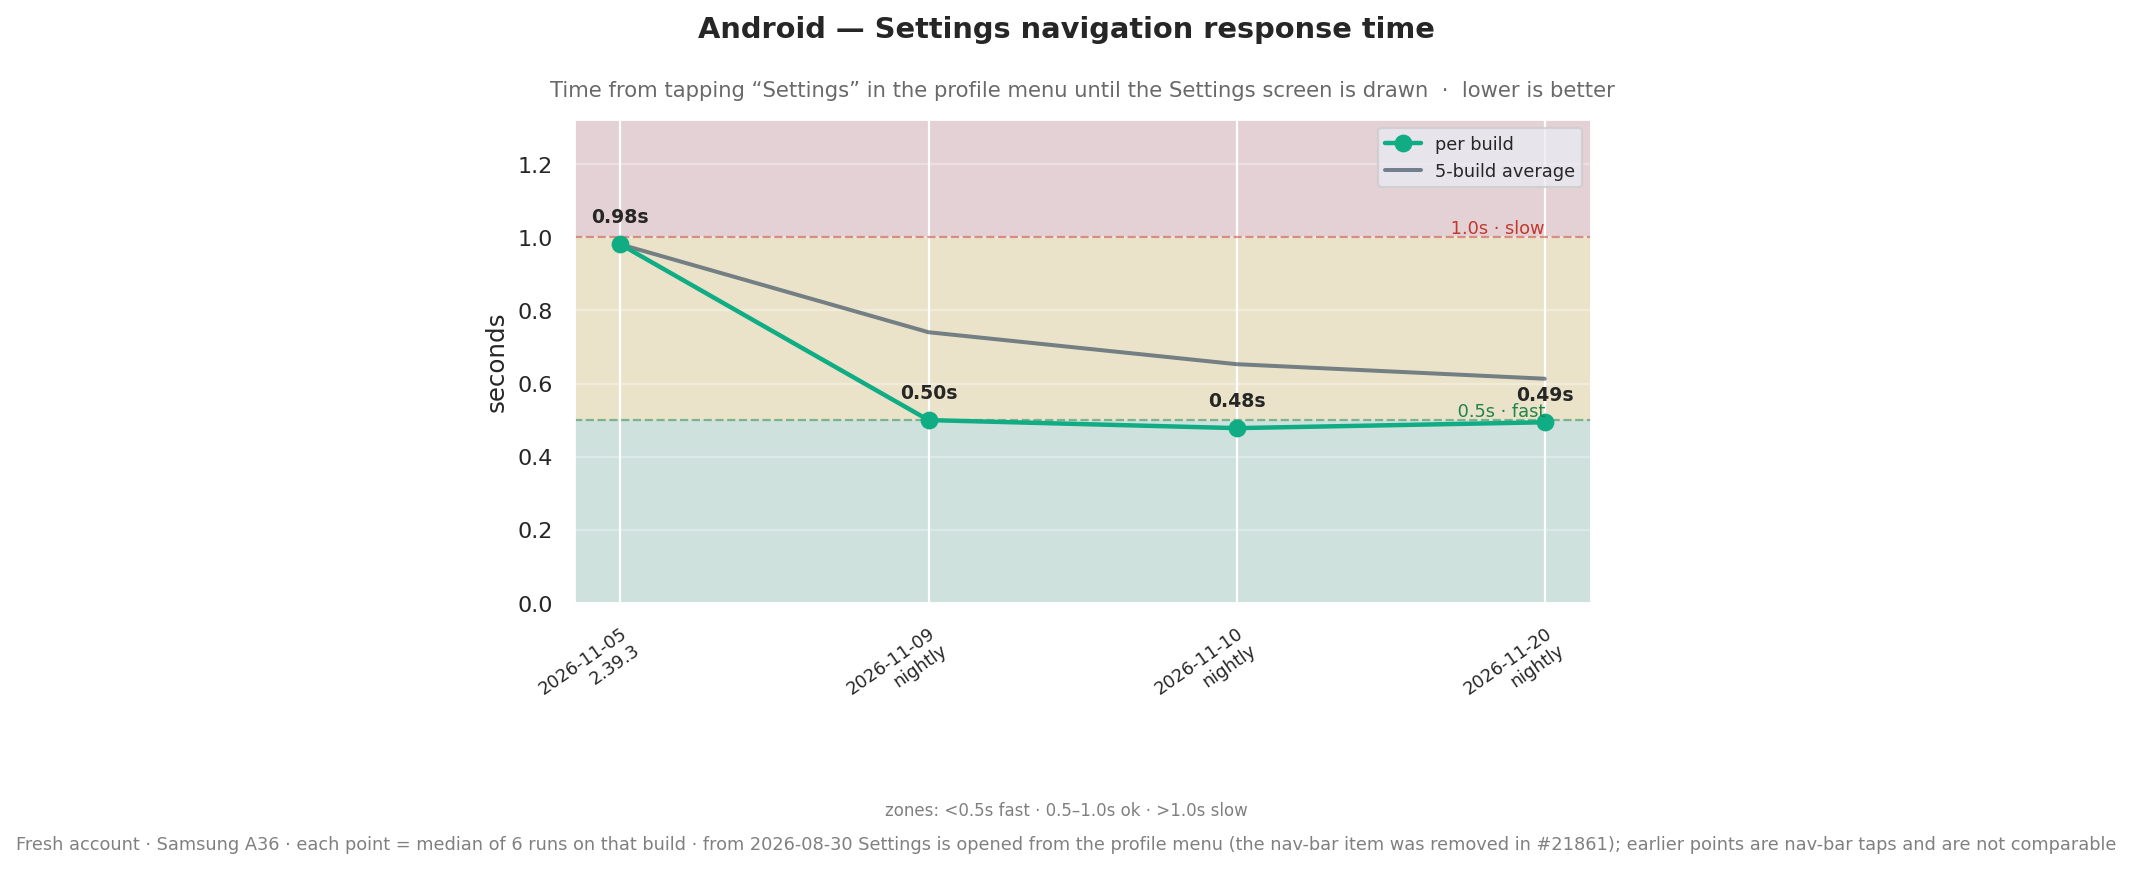 Android — Settings navigation response time
Time from tapping “Settings” in the profile menu until the Settings screen is drawn · lower is better
per build
5-build average
1.2
1.0
0.8
0.6
0.4
0.2
0.0
seconds
0.98s
0.50s
0.48s
0.49s
1.0s · slow
0.5s · fast
2026-11-05
2.39.3
2026-11-09
nightly
2026-11-10
nightly
2026-11-20
nightly
zones: <0.5s fast · 0.5–1.0s ok · >1.0s slow
Fresh account · Samsung A36 · each point = median of 6 runs on that build · from 2026-08-30 Settings is opened from the profile menu (the nav-bar item was removed in #21861); earlier points are nav-bar taps and are not comparable